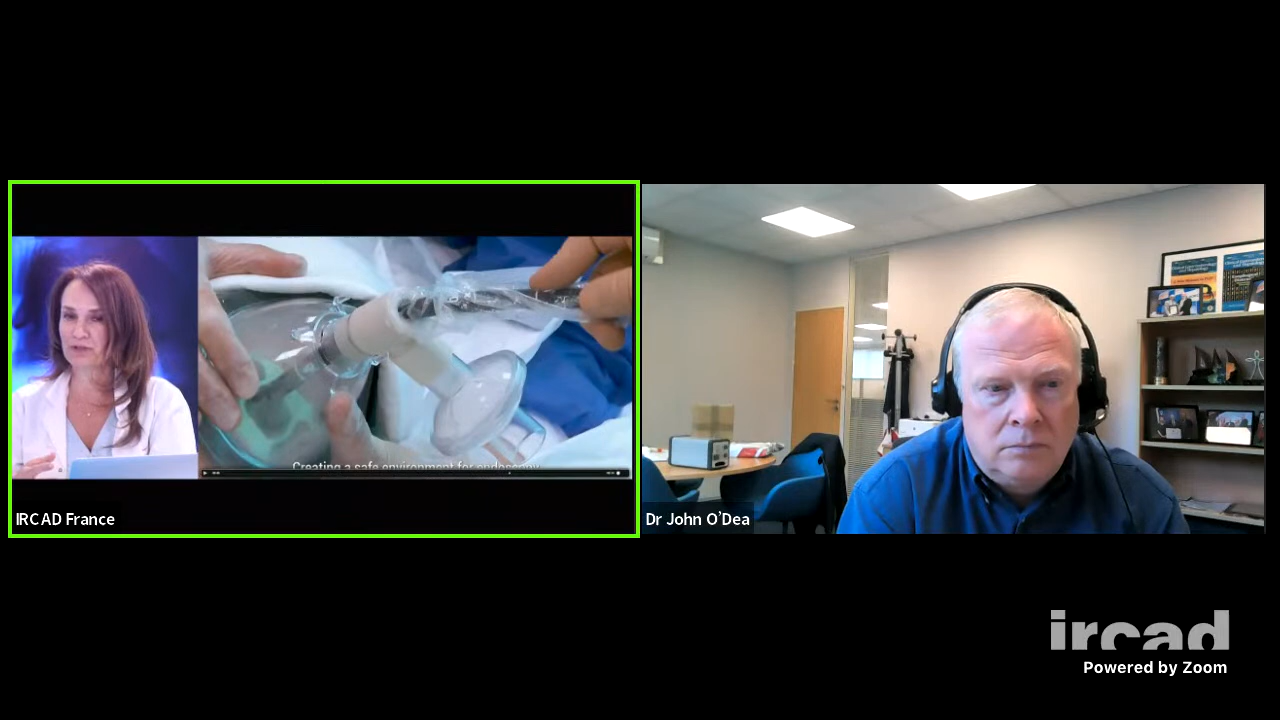 Creating a safe environment for endoscopy
IRCAD France
Dr John O'Dea
ircad
Powered by Zoom